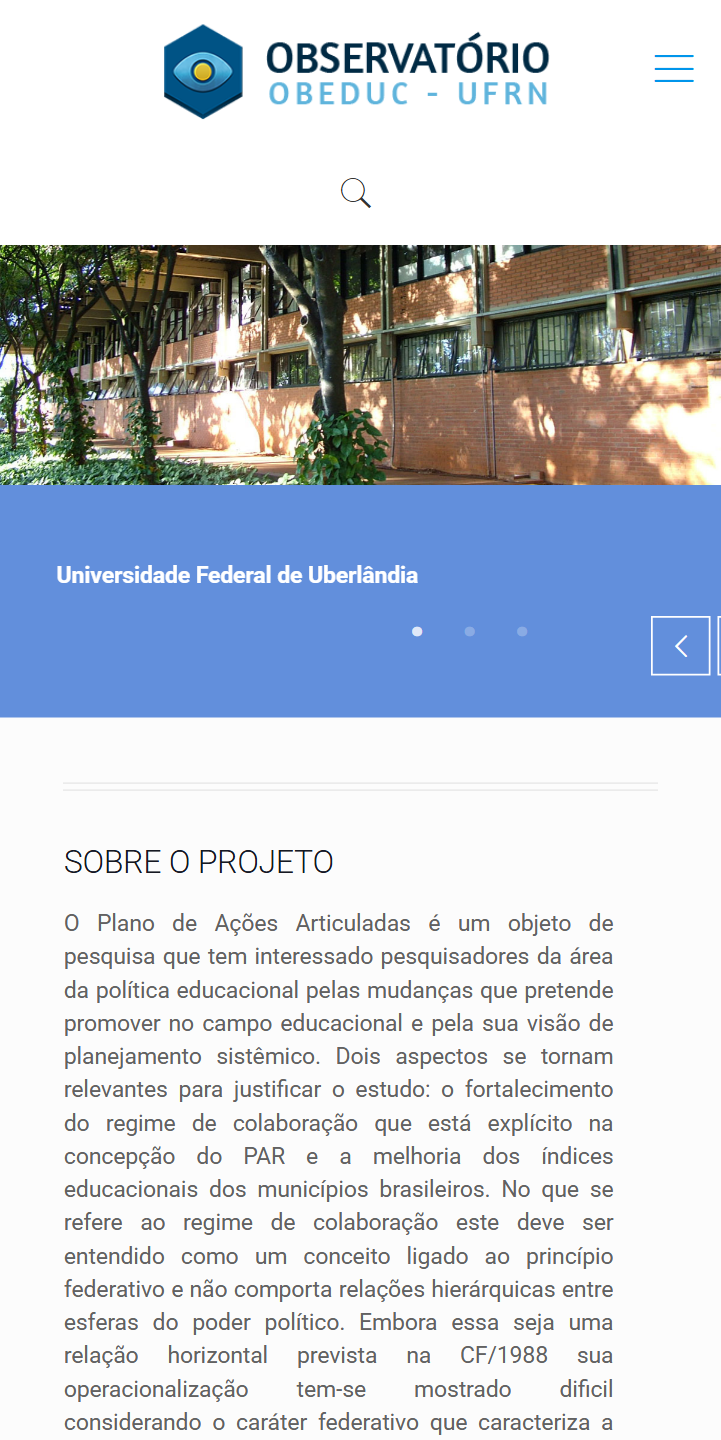 OBSERVATÓRIO
OBEDUC - UFRN
Universidade Federal de Uberlândia
SOBRE O PROJETO
O Plano de Ações Articuladas é um objeto de
pesquisa que tem interessado pesquisadores da área
da política educacional pelas mudanças que pretende
promover no campo educacional e pela sua visão de
planejamento sistêmico. Dois aspectos se tornam
relevantes para justificar o estudo: o fortalecimento
do regime de colaboração que está explícito na
concepção do PAR e a melhoria dos índices
educacionais dos municípios brasileiros. No que se
refere ao regime de colaboração este deve ser
entendido como um conceito ligado ao princípio
federativo e não comporta relações hierárquicas entre
esferas do poder político. Embora essa seja uma
relação horizontal prevista na CF/1988 sua
operacionalização tem-se mostrado dificil
considerando o caráter federativo que caracteriza a